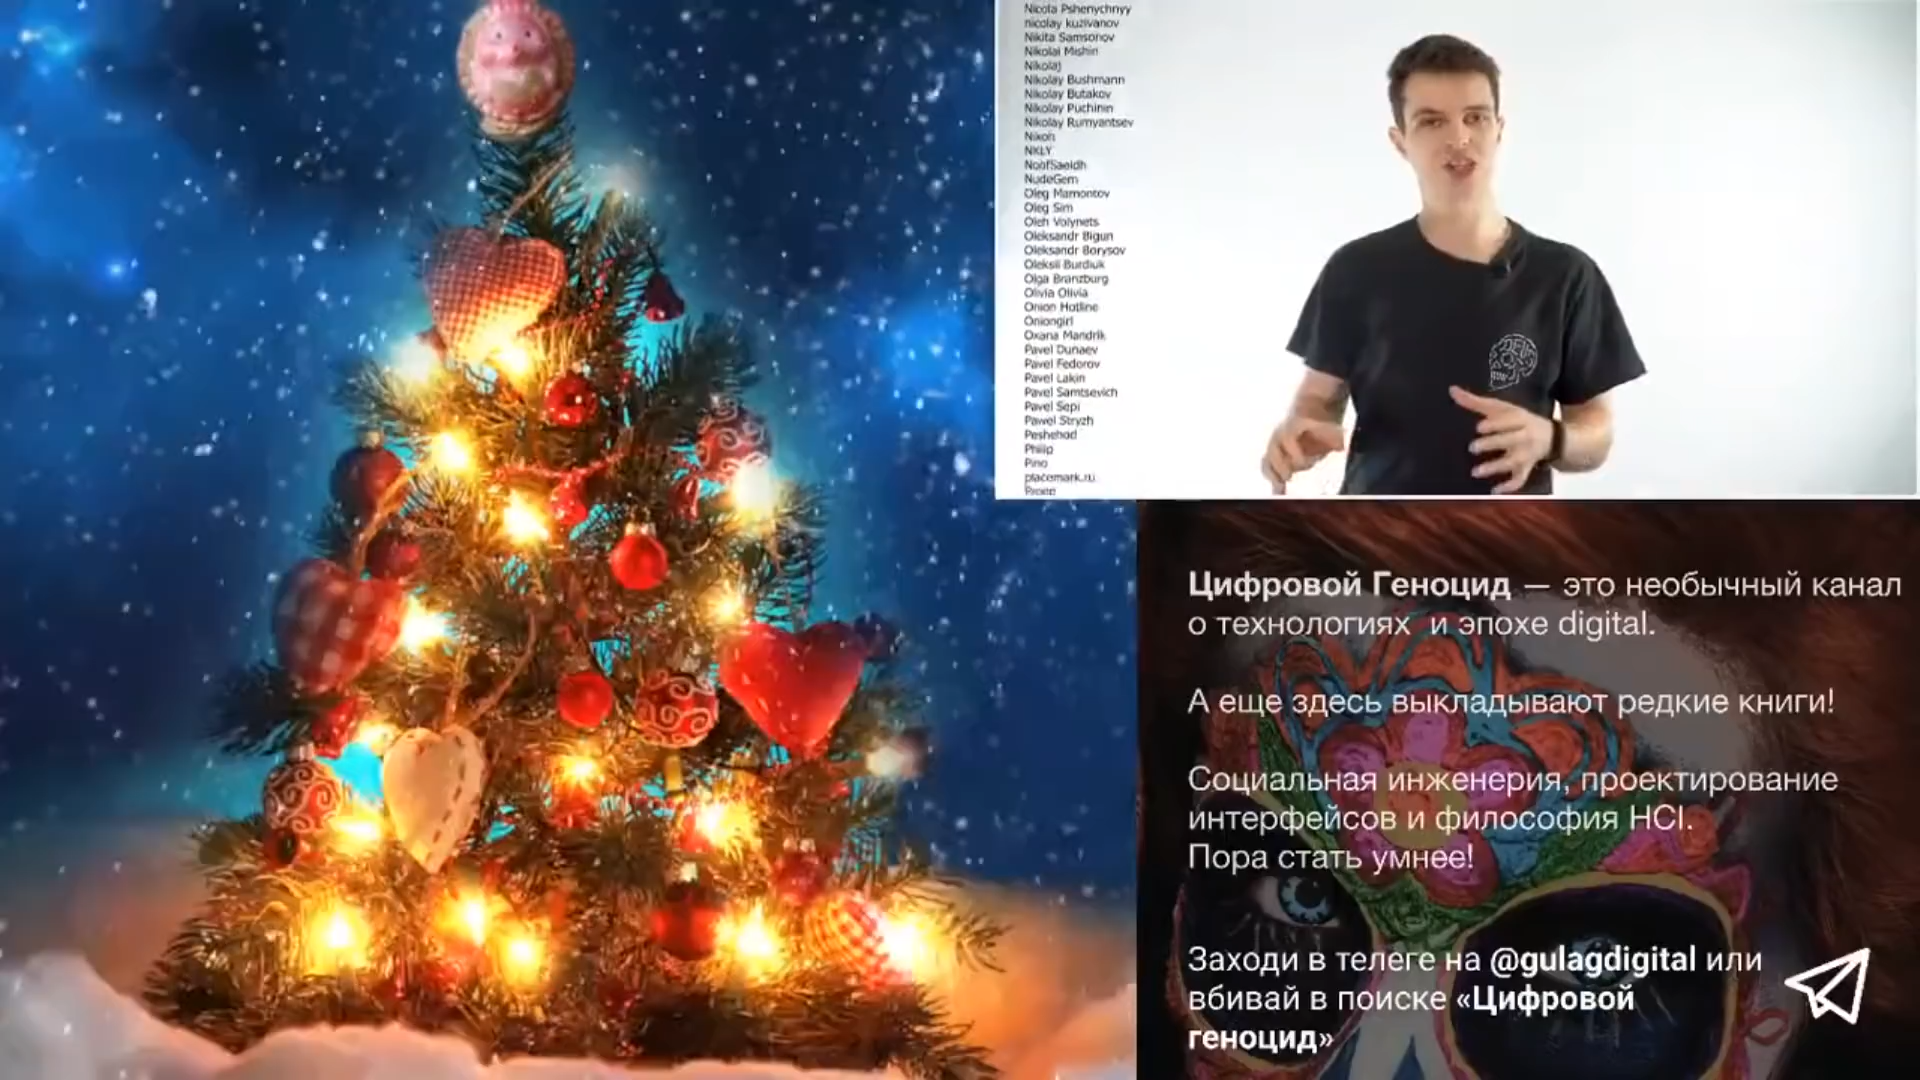 Nicola Pshenychnyy
nicolay kuzivanov
Nikita Samsonov
Nikolai Mishin
Nikolaj
Nikolay Bushmann
Nikolay Butakov
Nikolay Puchinin
Nikolay Rumyantsev
Nikon
NKLY
NoofSaeidh
NudeGem
Oleg Mamontov
Oleg Sim
Oleh Volynets
Oleksandr Bigun
Oleksandr Borysov
Oleksii Burdiuk
Olga Branzburg
Olivia Olivia
Onion Hotline
Oniongirl
Oxana Mandrik
Pavel Dunaev
Pavel Fedorov
Pavel Lakin
Pavel Samtsevich
Pavel Sepi
Pawel Stryzh
Peshehod
Philip
Pino
placemark.ru
Цифровой Геноцид — это необычный канал
о технологиях и эпохе digital.
А еще здесь выкладывают редкие книги!
Социальная инженерия, проектирование
интерфейсов и философия HCI.
Пора стать умнее!
Заходи в телеге на @gulagdigital или
вбивай в поиске «Цифровой
геноцид»